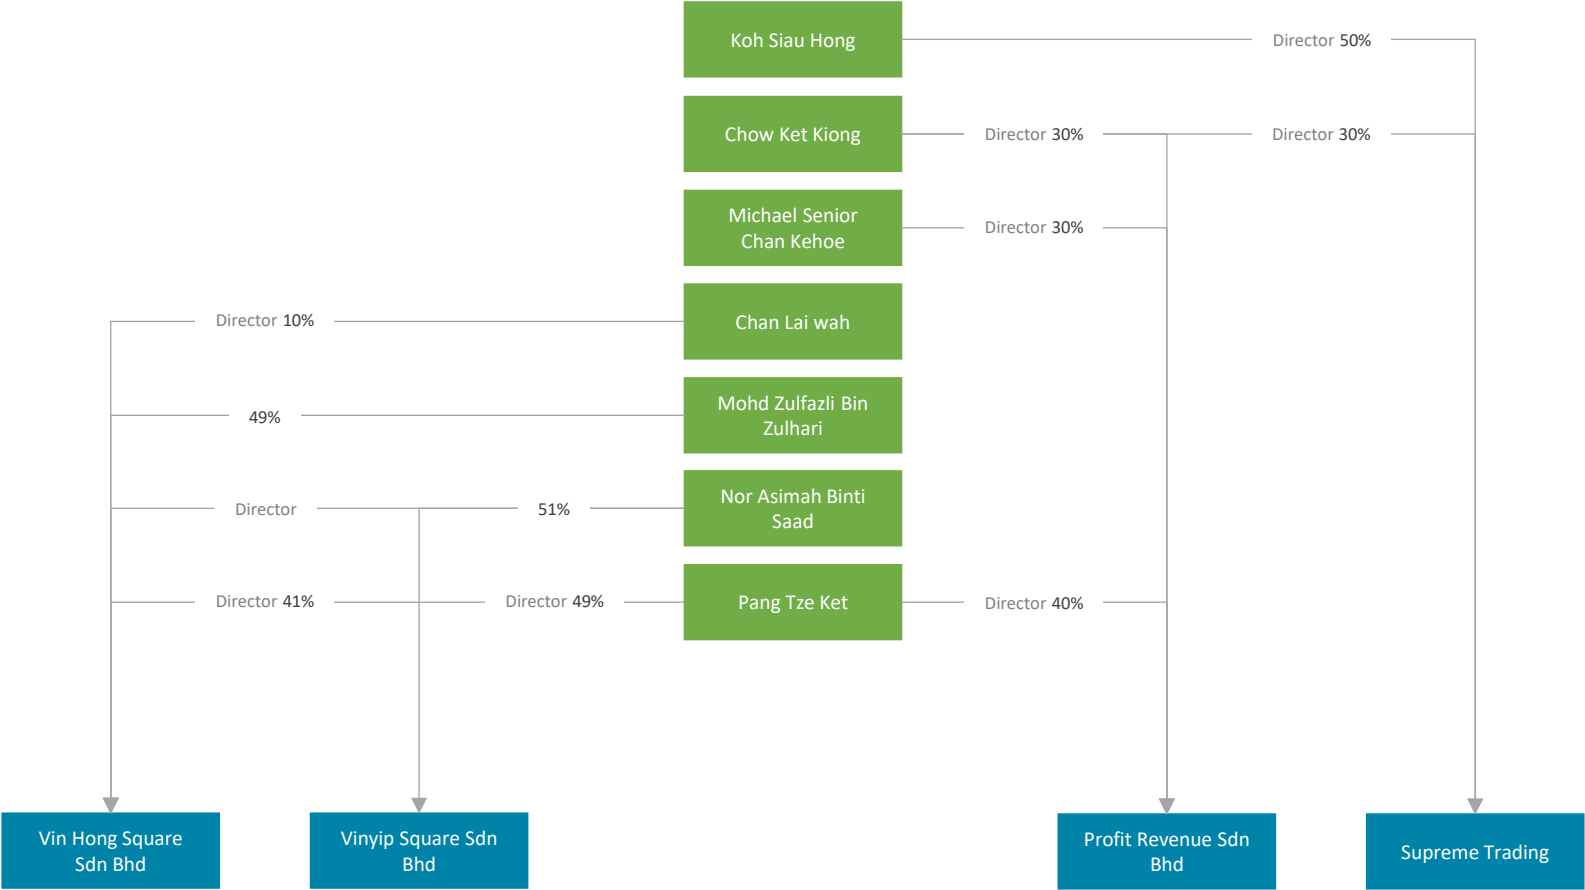 Koh Siau Hong
Director 50%
Chow Ket Kiong
Director 30%
Director 30%
Michael Senior
Chan Kehoe
Director 30%
Director 10%
Chan Lai wah
49%
Mohd Zulfazli Bin
Zulhari
Director
51%
Nor Asimah Binti
Saad
Director 41%
Director 49%
Pang Tze Ket
Director 40%
Vin Hong Square
Sdn Bhd
Vinyip Square Sdn
Bhd
Profit Revenue Sdn
Bhd
Supreme Trading